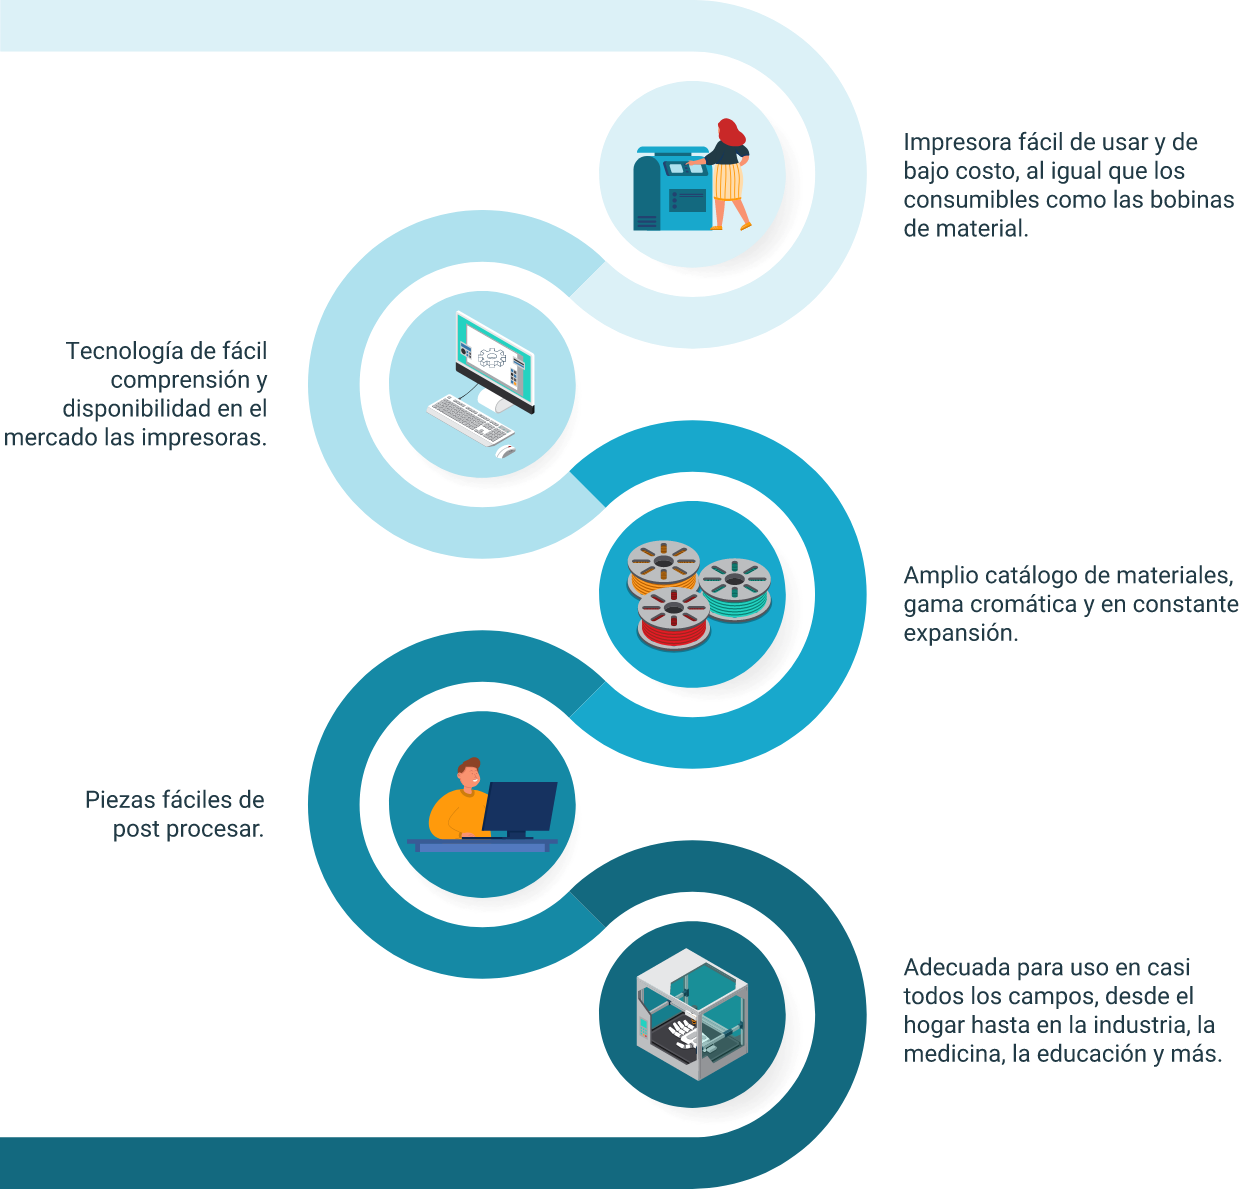 Impresora fácil de usar y de
bajo costo, al igual que los
consumibles como las bobinas
de material.
Tecnología de fácil
comprensión y
disponibilidad en el
mercado las impresoras.
Amplio catálogo de materiales,
gama cromática y en constante
expansión.
Piezas fáciles de
post procesar.
Adecuada para uso en casi
todos los campos, desde el
hogar hasta en la industria, la
medicina, la educación y más.